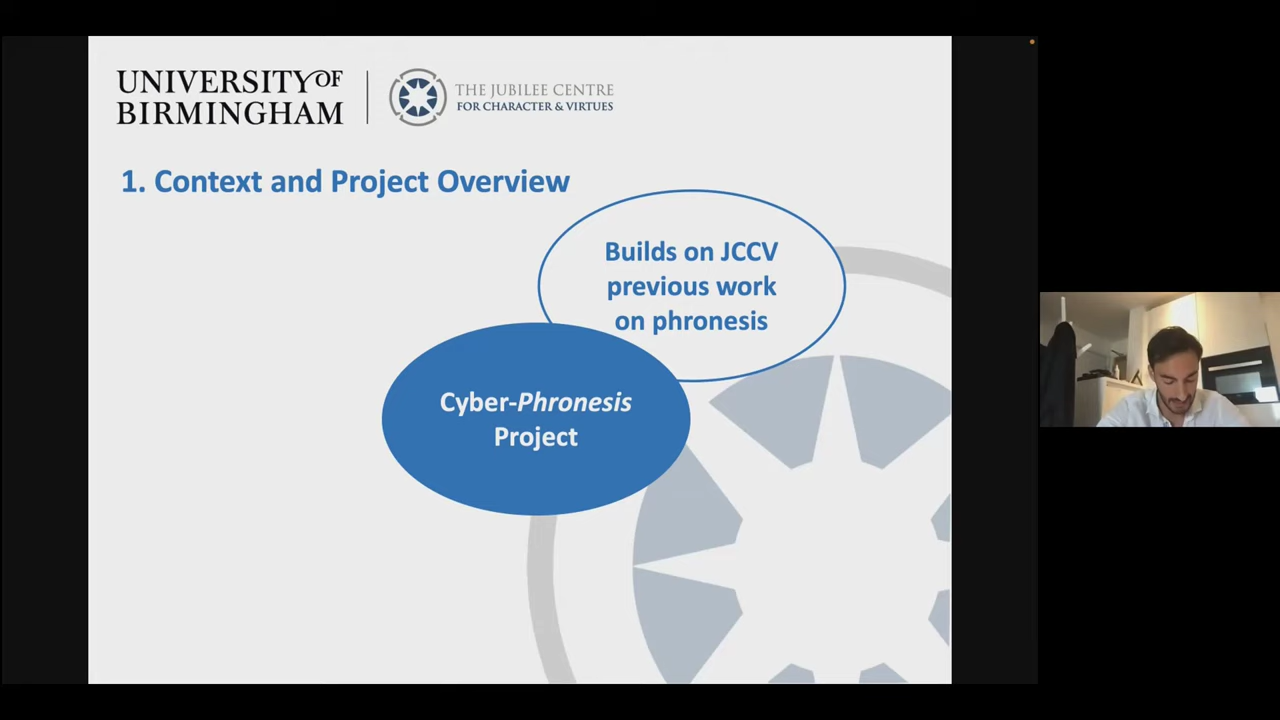 UNIVERSITY OF
BIRMINGHAM
THE JUBILEE CENTRE
FOR CHARACTER & VIRTUES
1. Context and Project Overview
Builds on JCCV
previous work
on phronesis
Cyber-Phronesis
Project